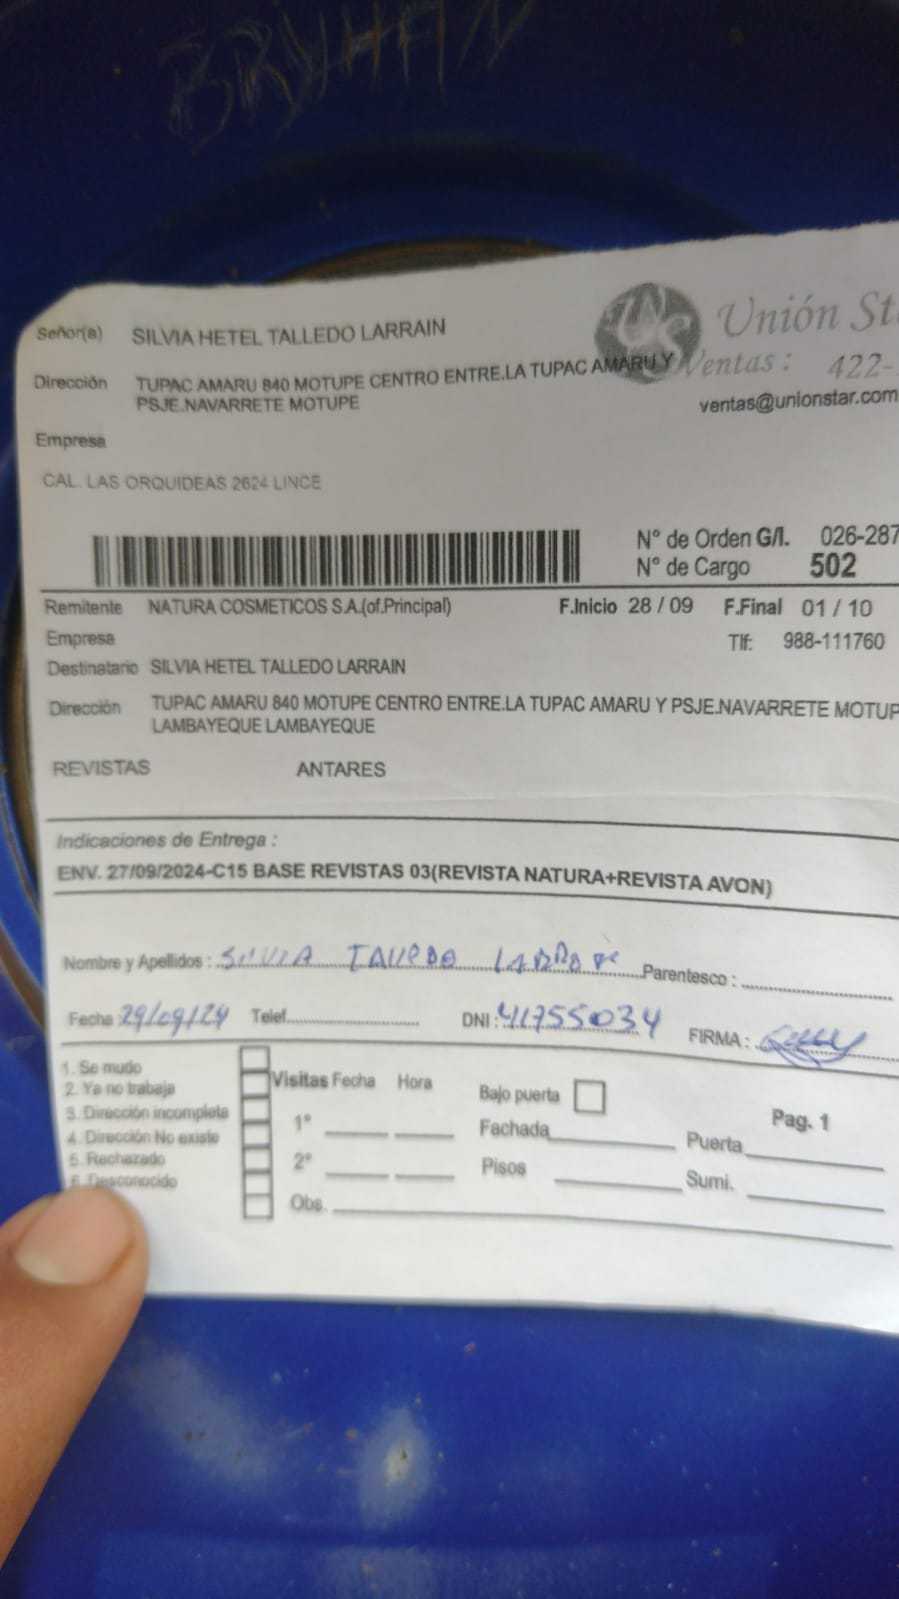 BRYHAN
Señor(a) SILVIA HETEL TALLEDO LARRAIN
Unión St
Dirección TUPAC AMARU 840 MOTUPE CENTRO ENTRE.LA TUPAC AMARU Y
PSJE.NAVARRETE MOTUPE
Ventas : 422-
ventas@unionstar.com
Empresa
CAL. LAS ORQUIDEAS 2624 LINCE
N° de Orden G/I. 026-287
N° de Cargo 502
Remitente NATURA COSMETICOS S.A.(of.Principal) F.Inicio 28 / 09 F.Final 01 / 10
Empresa Tlf: 988-111760
Destinatario SILVIA HETEL TALLEDO LARRAIN
Dirección TUPAC AMARU 840 MOTUPE CENTRO ENTRE.LA TUPAC AMARU Y PSJE.NAVARRETE MOTUP
LAMBAYEQUE LAMBAYEQUE
REVISTAS ANTARES
Indicaciones de Entrega :
ENV. 27/09/2024-C15 BASE REVISTAS 03(REVISTA NATURA+REVISTA AVON)
Nombre y Apellidos : SILVIA Parentesco :
Fecha 29/09/24 Telef. DNI : 41755034 FIRMA :
1. Se mudo
2. Ya no trabaja
3. Dirección incompleta
4. Dirección No existe
5. Rechazado
6. Desconocido
Visitas Fecha Hora
1°
2°
Obs.
Bajo puerta
Fachada
Pisos
Pag. 1
Puerta
Sumi.